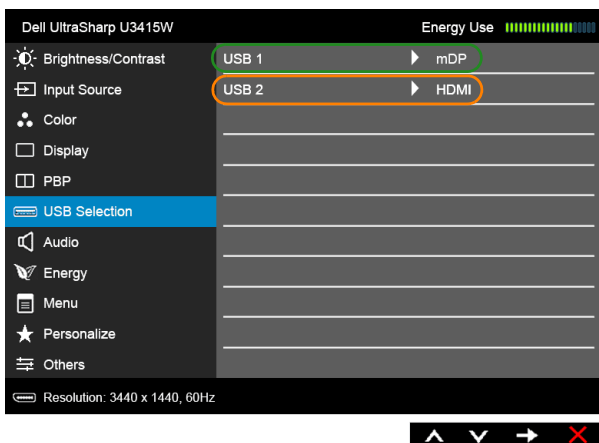 Dell UltraSharp U3415W Energy Use
Brightness/Contrast USB 1 mDP
Input Source USB 2 HDMI
Color
Display
PBP
USB Selection
Audio
Energy
Menu
Personalize
Others
Resolution: 3440 x 1440, 60Hz